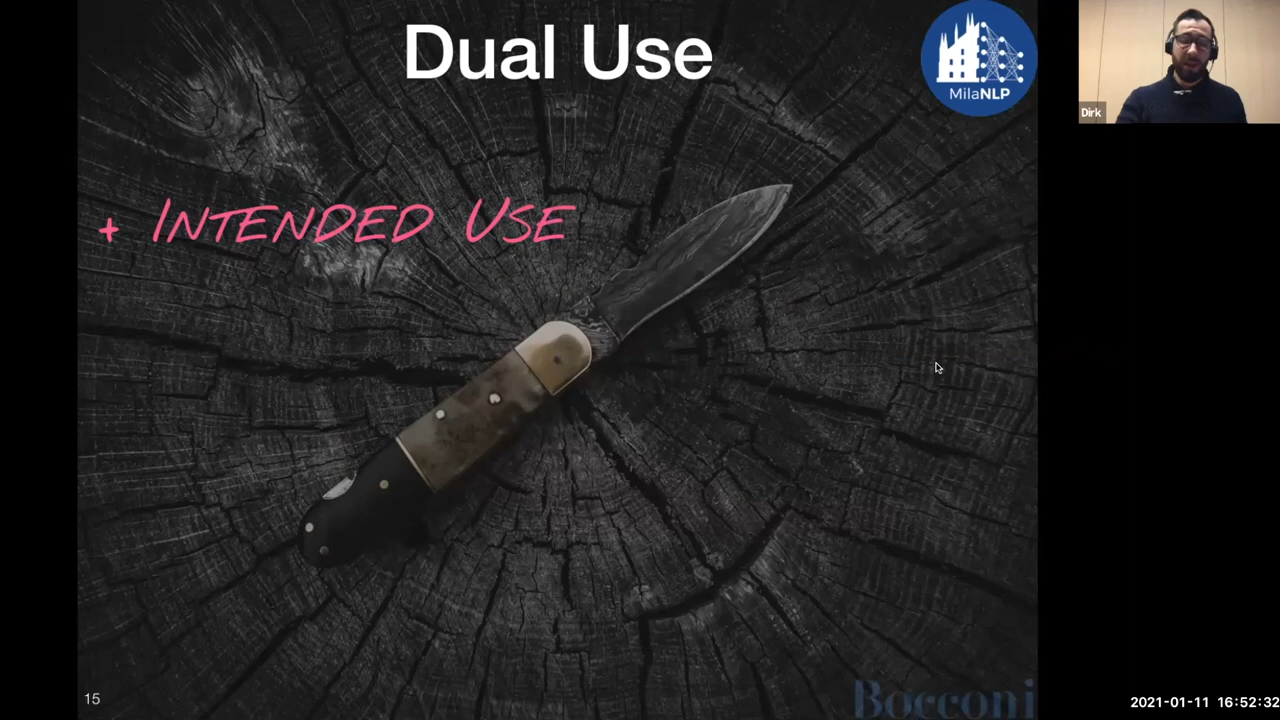 Dual Use
MilaNLP
Dirk
+ INTENDED USE
15
Bocconi
2021-01-11 16:52:32